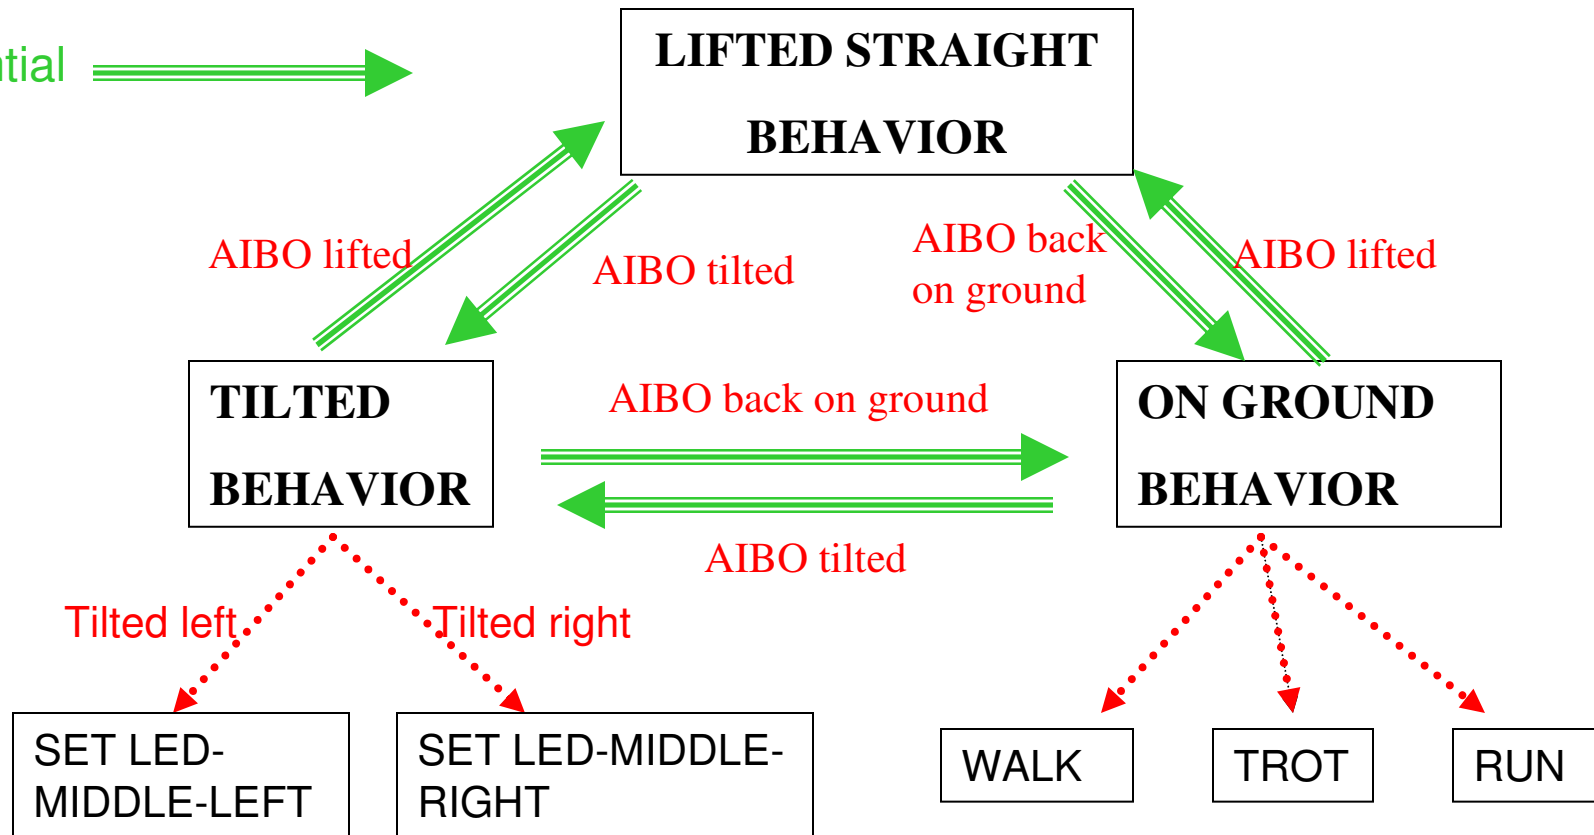 ntial
LIFTED STRAIGHT
BEHAVIOR
AIBO lifted
AIBO tilted
AIBO back
on ground
AIBO lifted
TILTED
BEHAVIOR
AIBO back on ground
ON GROUND
BEHAVIOR
AIBO tilted
Tilted left
Tilted right
SET LED-
MIDDLE-LEFT
SET LED-MIDDLE-
RIGHT
WALK
TROT
RUN